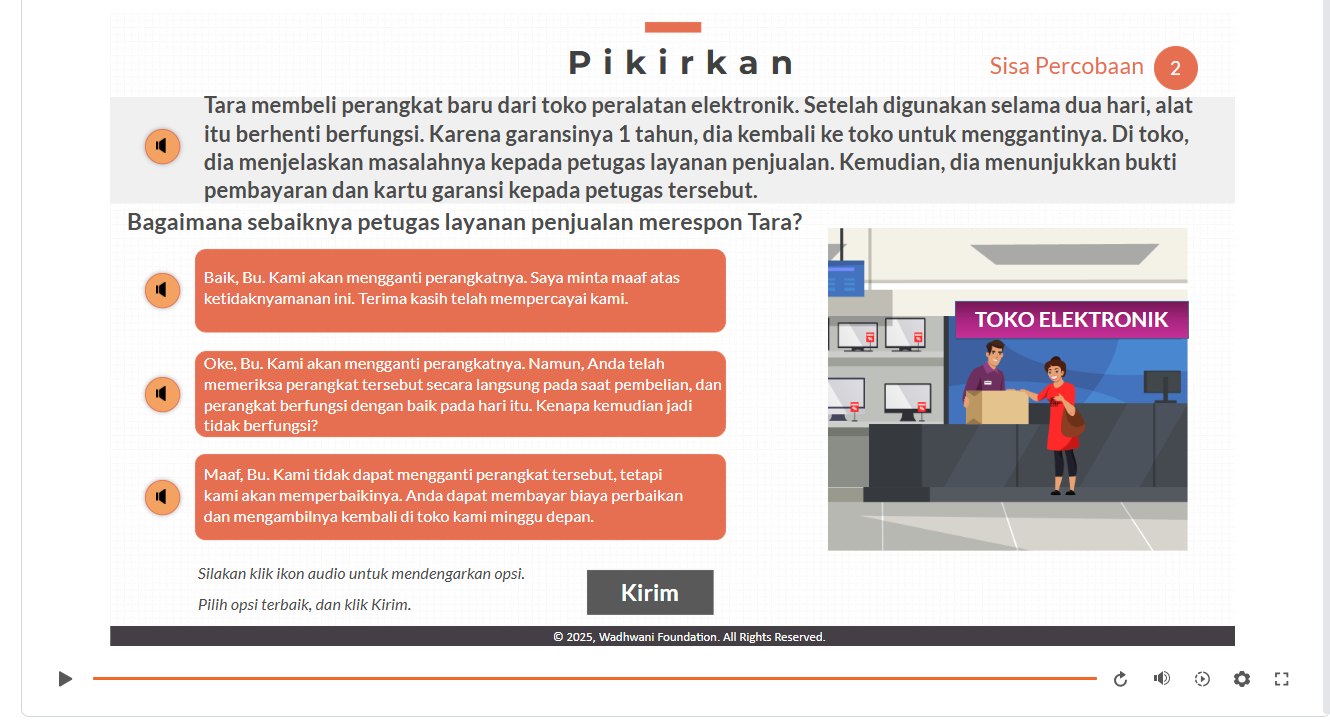 Pikirkan
Sisa Percobaan 2
Tara membeli perangkat baru dari toko peralatan elektronik. Setelah digunakan selama dua hari, alat
itu berhenti berfungsi. Karena garansinya 1 tahun, dia kembali ke toko untuk menggantinya. Di toko,
dia menjelaskan masalahnya kepada petugas layanan penjualan. Kemudian, dia menunjukkan bukti
pembayaran dan kartu garansi kepada petugas tersebut.
Bagaimana sebaiknya petugas layanan penjualan merespon Tara?
Baik, Bu. Kami akan mengganti perangkatnya. Saya minta maaf atas
ketidaknyamanan ini. Terima kasih telah mempercayai kami.
Oke, Bu. Kami akan mengganti perangkatnya. Namun, Anda telah
memeriksa perangkat tersebut secara langsung pada saat pembelian, dan
perangkat berfungsi dengan baik pada hari itu. Kenapa kemudian jadi
tidak berfungsi?
Maaf, Bu. Kami tidak dapat mengganti perangkat tersebut, tetapi
kami akan memperbaikinya. Anda dapat membayar biaya perbaikan
dan mengambilnya kembali di toko kami minggu depan.
TOKO ELEKTRONIK
Silakan klik ikon audio untuk mendengarkan opsi.
Pilih opsi terbaik, dan klik Kirim.
Kirim
© 2025, Wadhwani Foundation. All Rights Reserved.